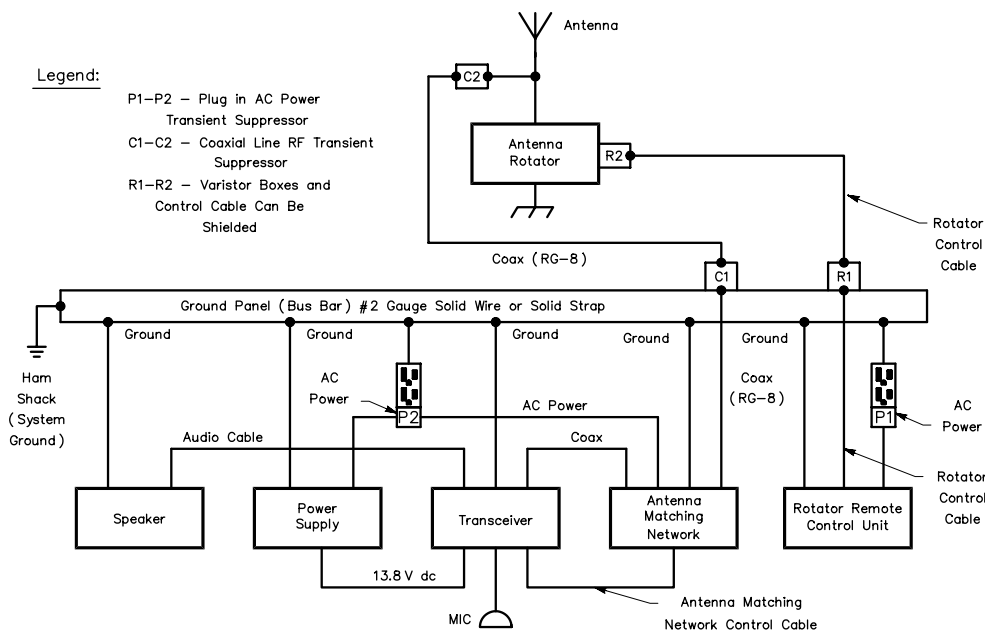 Antenna
C2
Legend:
P1-P2 - Plug in AC Power
Transient Suppressor
C1-C2 - Coaxial Line RF Transient
Suppressor
R1-R2 - Varistor Boxes and
Control Cable Can Be
Shielded
Antenna
Rotator
R2
Rotator
Control
Cable
Coax (RG-8)
C1
R1
Ground Panel (Bus Bar) #2 Gauge Solid Wire or Solid Strap
Ground
Ground
Ground
Ground
Ground
Ham
Shack
(System
Ground)
AC
Power
P2
AC Power
Coax
(RG-8)
P1
AC
Power
Audio Cable
Coax
Rotator
Control
Cable
Speaker
Power
Supply
Transceiver
Antenna
Matching
Network
Rotator Remote
Control Unit
13.8 V dc
MIC
Antenna Matching
Network Control Cable